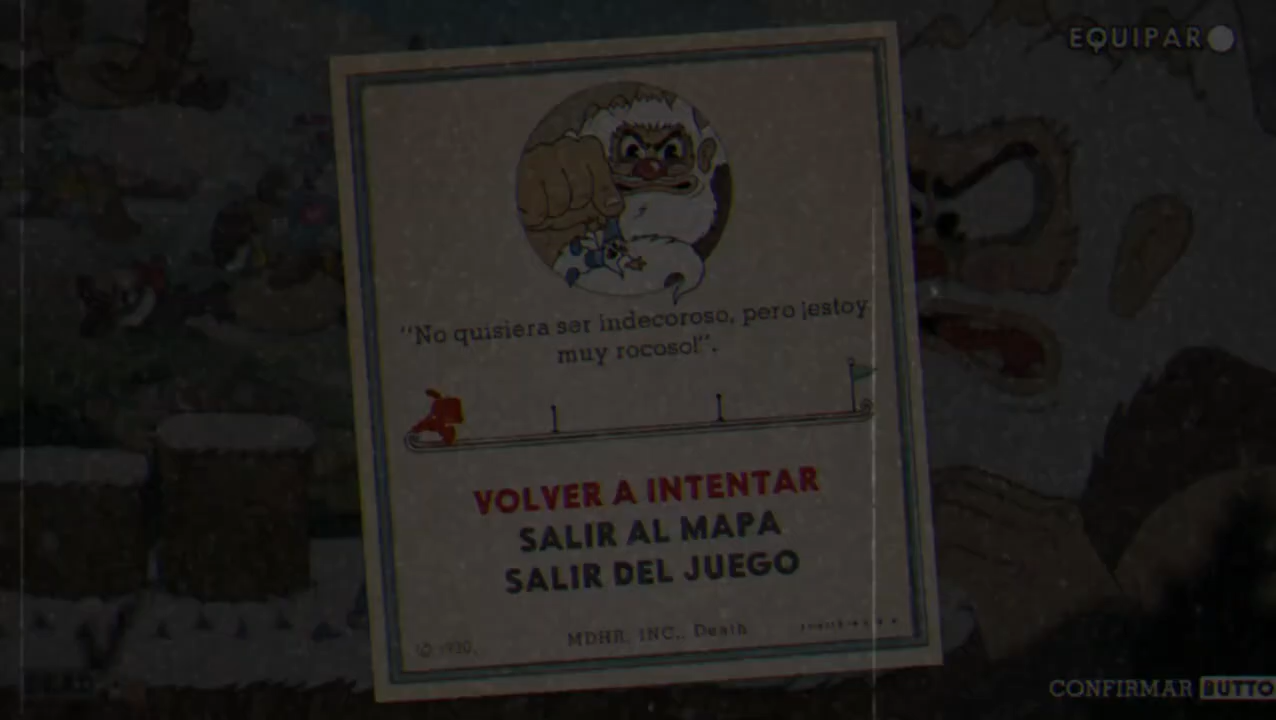 EQUIPAR
“No quisiera ser indecoroso, pero ¡estoy
muy rocoso!”.
VOLVER A INTENTAR
SALIR AL MAPA
SALIR DEL JUEGO
MDHR, INC., Death
CONFIRMAR BUTTO